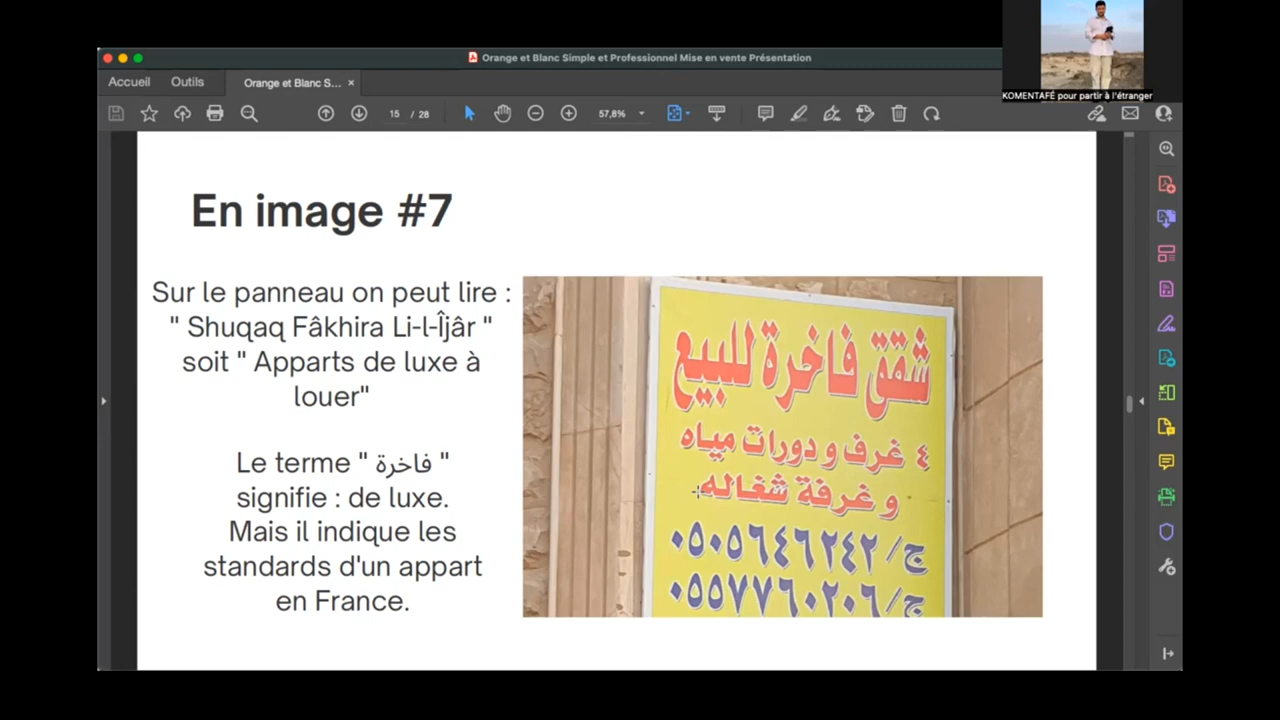 KOMENTAFÉ pour partir à l'étranger
Orange et Blanc Simple et Professionnel Mise en vente Présentation
Accueil Outils Orange et Blanc S... ×
15 / 28 57,8%
En image #7
Sur le panneau on peut lire :
" Shuqaq Fâkhira Li-l-Îjâr "
soit " Apparts de luxe à
louer"
Le terme " فاخرة "
signifie : de luxe.
Mais il indique les
standards d'un appart
en France.
شقق فاخرة للبيع
٤ غرف و دورات مياه
و غرفة شغاله
ج/٠٥٠٥٦٤٦٢٤٢
ج/٠٥٥٧٧٦٠٢٠٦